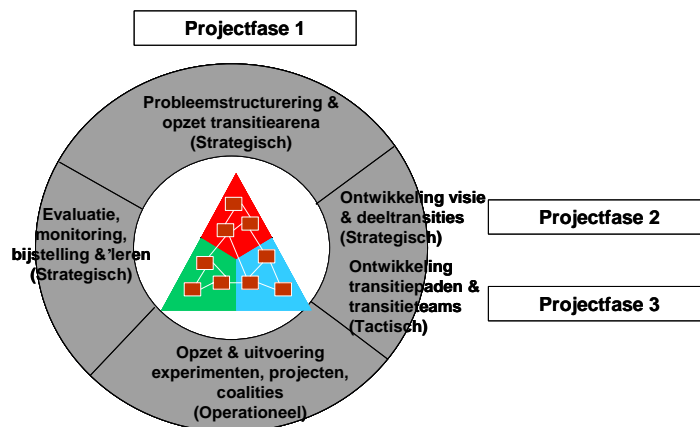 Projectfase 1
Probleemstructurering &
opzet transitiearena
(Strategisch)
Evaluatie,
monitoring,
bijstelling &'leren
(Strategisch)
Ontwikkeling visie
& deeltransities
(Strategisch)
Projectfase 2
Ontwikkeling
transitiepaden &
transitieteams
(Tactisch)
Projectfase 3
Opzet & uitvoering
experimenten, projecten,
coalities
(Operationeel)